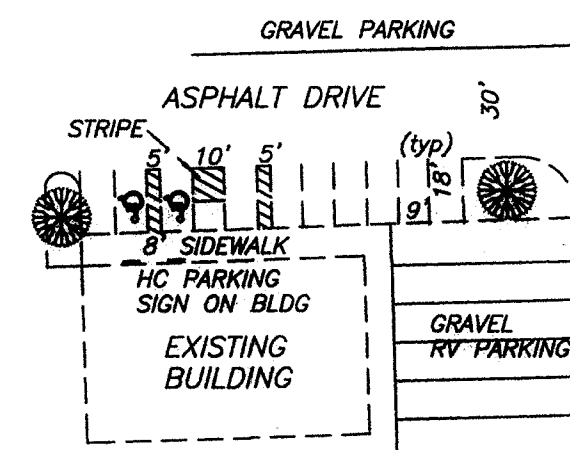 GRAVEL PARKING
ASPHALT DRIVE
30'
STRIPE
5' 10' 5'
(typ)
18'
9'
8' SIDEWALK
HC PARKING
SIGN ON BLDG
EXISTING
BUILDING
GRAVEL
RV PARKING